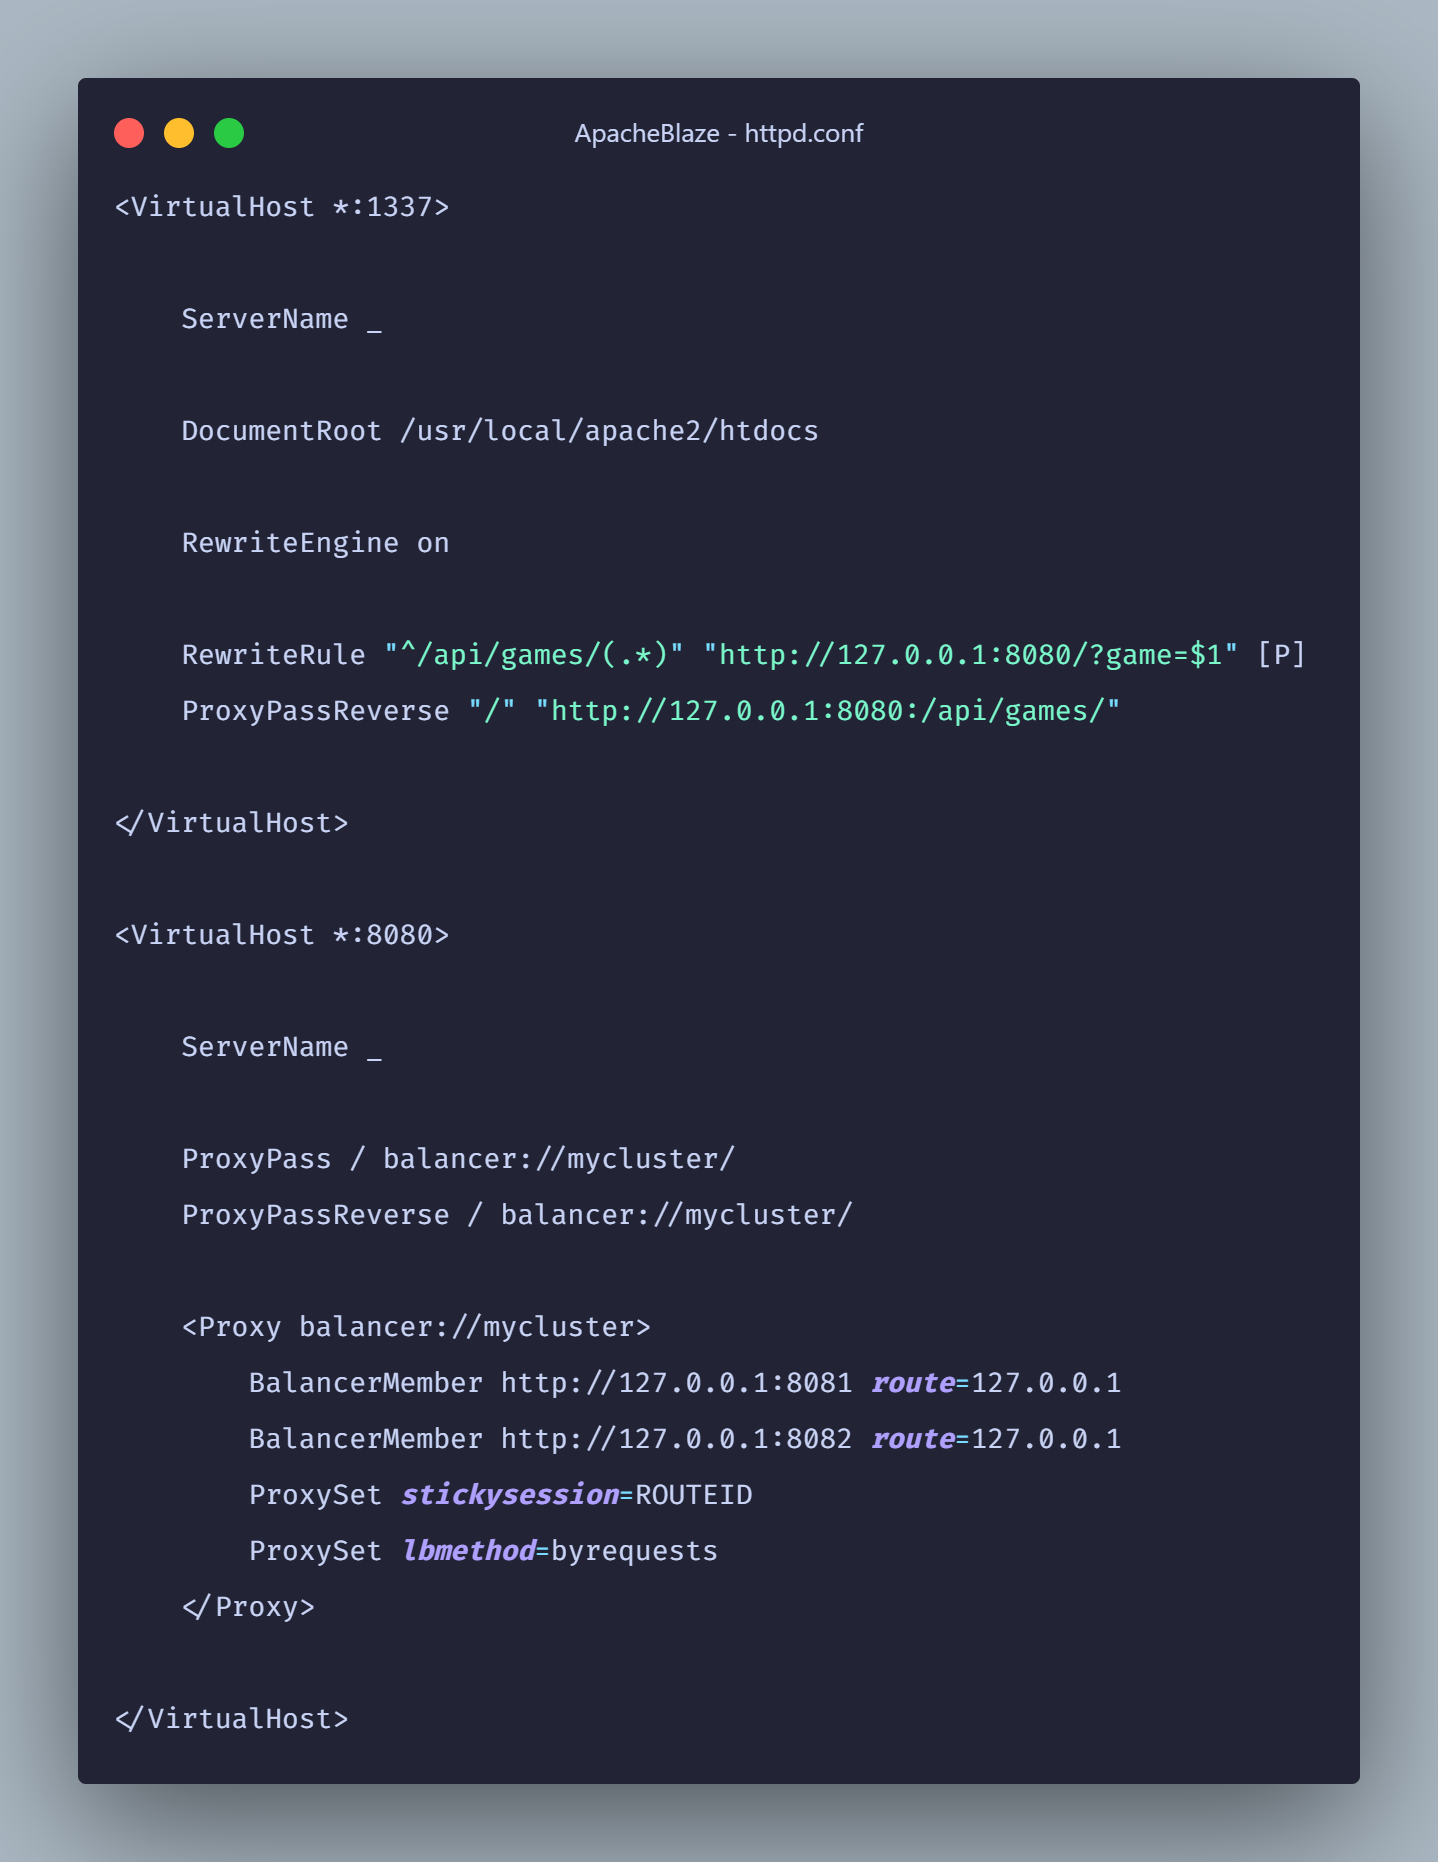 ApacheBlaze - httpd.conf
<VirtualHost *:1337>
ServerName _
DocumentRoot /usr/local/apache2/htdocs
RewriteEngine on
RewriteRule "^/api/games/(.*)" "http://127.0.0.1:8080/?game=$1" [P]
ProxyPassReverse "/" "http://127.0.0.1:8080:/api/games/"
</VirtualHost>
<VirtualHost *:8080>
ServerName _
ProxyPass / balancer://mycluster/
ProxyPassReverse / balancer://mycluster/
<Proxy balancer://mycluster>
BalancerMember http://127.0.0.1:8081 route=127.0.0.1
BalancerMember http://127.0.0.1:8082 route=127.0.0.1
ProxySet stickysession=ROUTEID
ProxySet lbmethod=byrequests
</Proxy>
</VirtualHost>